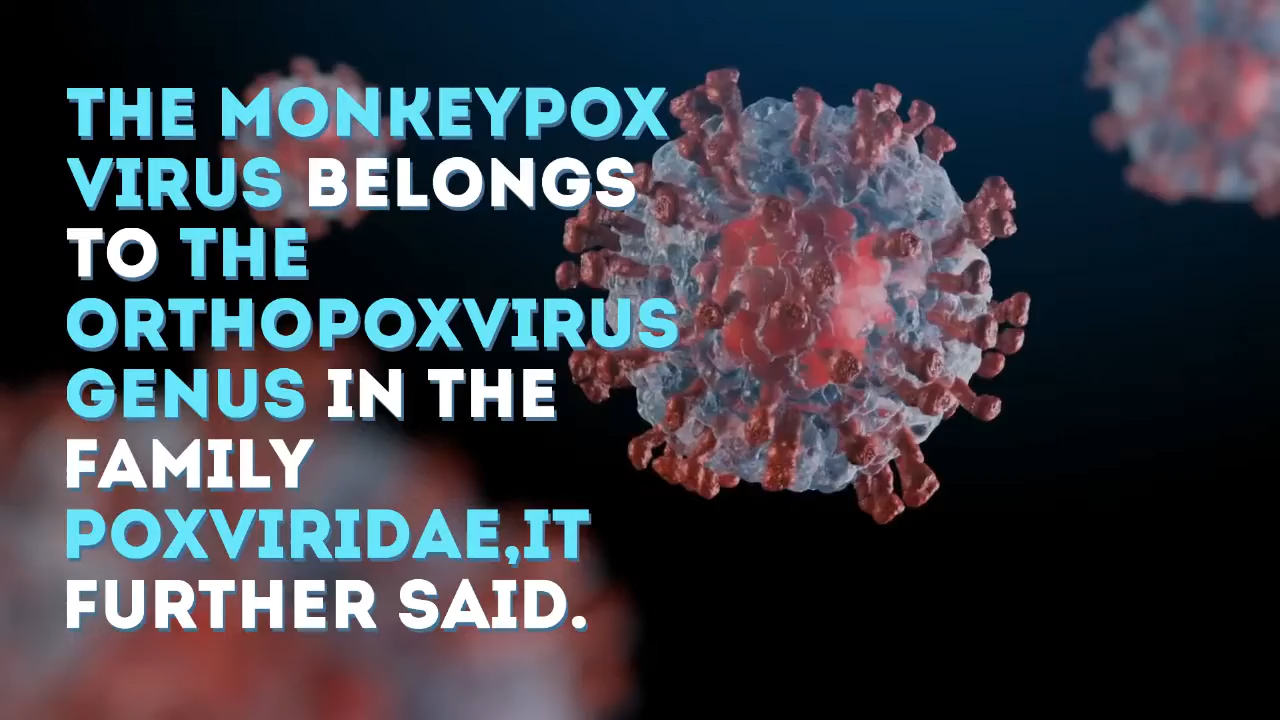 THE MONKEYPOX
VIRUS BELONGS
TO THE
ORTHOPOXVIRUS
GENUS IN THE
FAMILY
POXVIRIDAE,IT
FURTHER SAID.